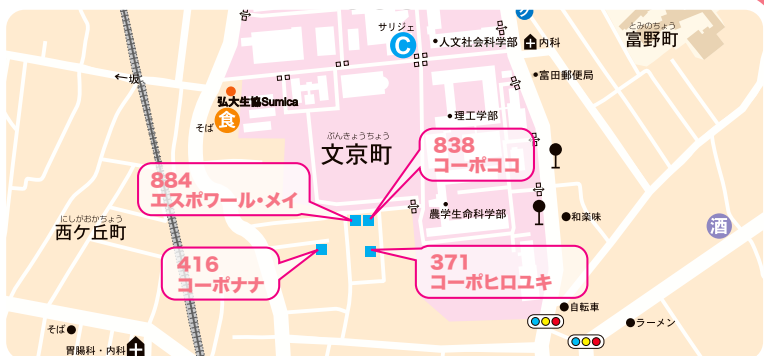 サリジェ
C
人文社会科学部
内科
とみのちょう
富野町
←坂
富田郵便局
弘大生協Sumica
食
そば
理工学部
ぶんきょうちょう
文京町
838
コーポココ
884
エスポワール・メイ
農学生命科学部
和楽味
酒
にしがおかちょう
西ケ丘町
416
コーポナナ
371
コーポヒロユキ
自転車
ラーメン
そば
胃腸科・内科